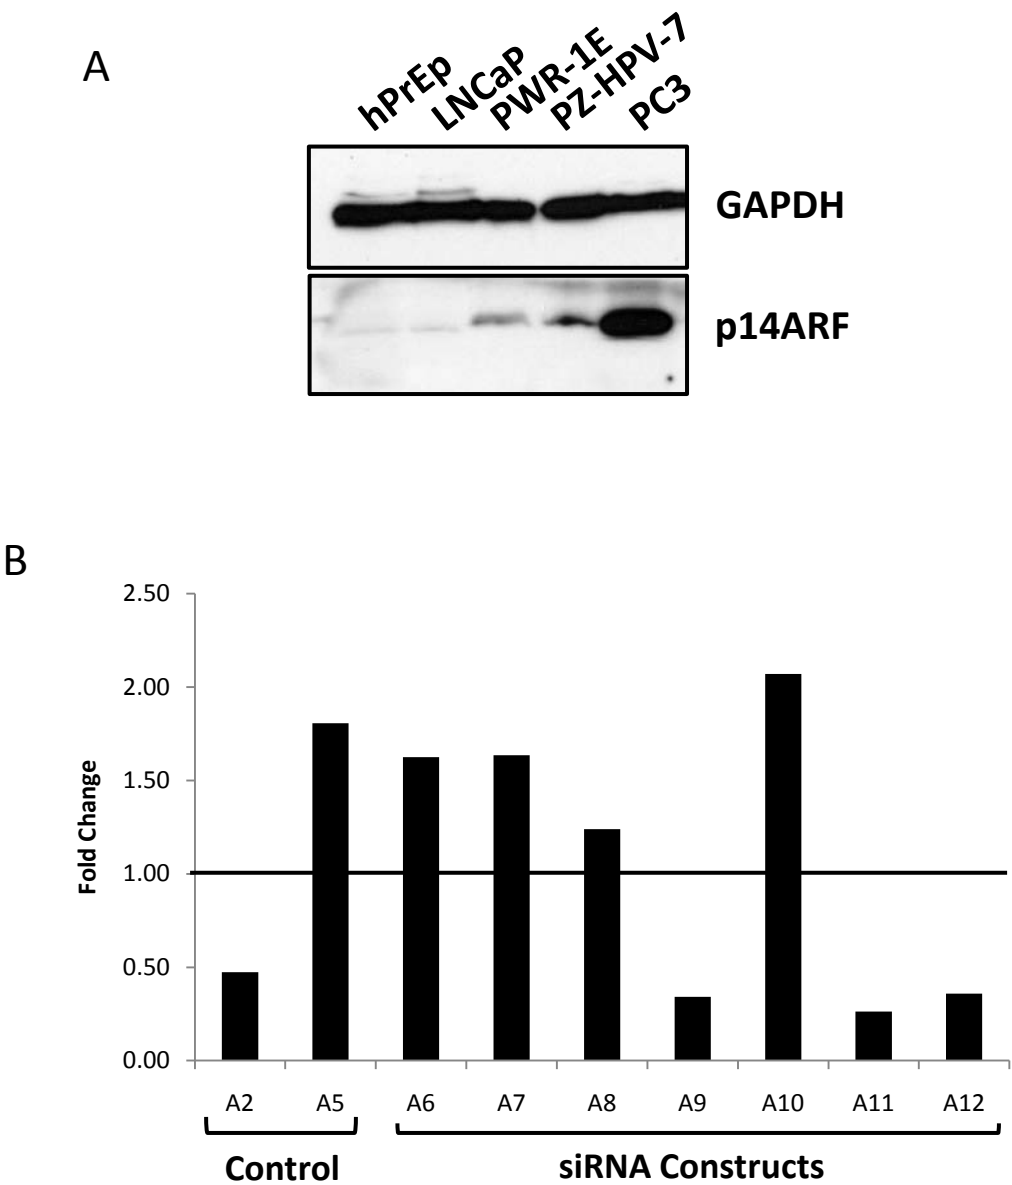 A
hPrEp LNCaP PWR-1E PZ-HPV-7 PC3
GAPDH
p14ARF
B
Fold Change
2.50
2.00
1.50
1.00
0.50
0.00
A2 A5 A6 A7 A8 A9 A10 A11 A12
Control siRNA Constructs